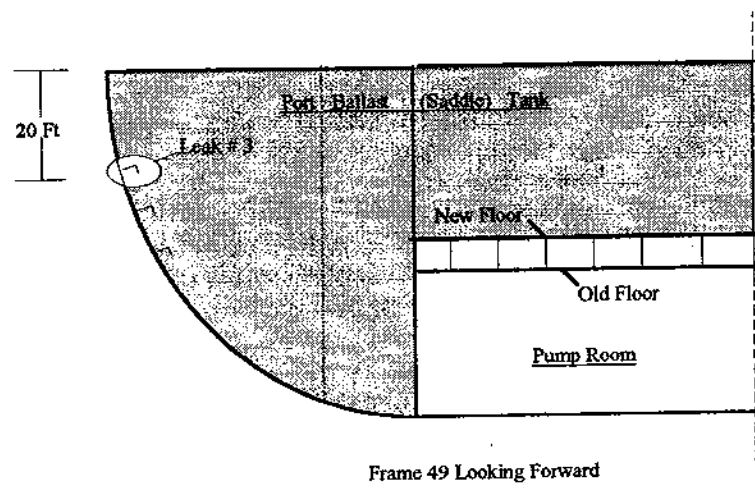 Port Ballast (Saddle) Tank
20 Ft
Leak # 3
New Floor
Old Floor
Pump Room
Frame 49 Looking Forward